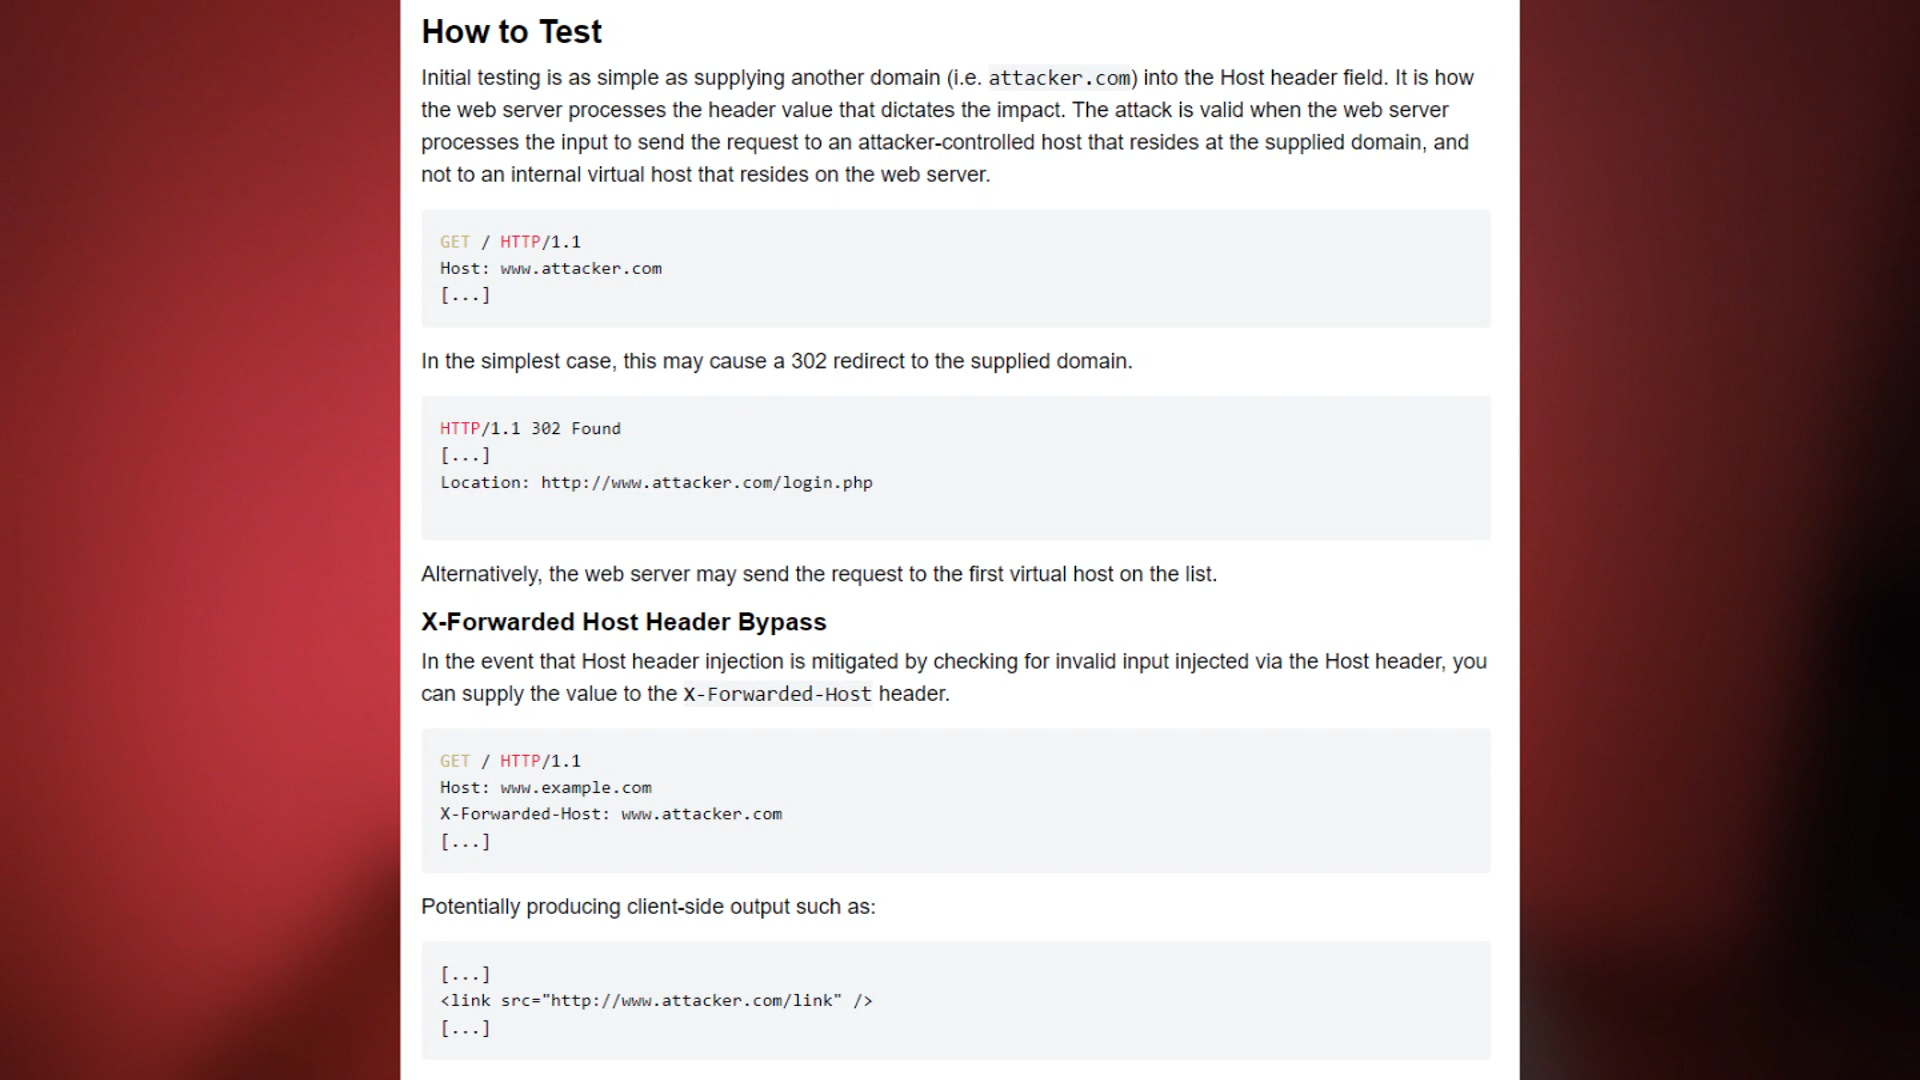 How to Test
Initial testing is as simple as supplying another domain (i.e. attacker.com) into the Host header field. It is how
the web server processes the header value that dictates the impact. The attack is valid when the web server
processes the input to send the request to an attacker-controlled host that resides at the supplied domain, and
not to an internal virtual host that resides on the web server.
GET / HTTP/1.1
Host: www.attacker.com
[...]
In the simplest case, this may cause a 302 redirect to the supplied domain.
HTTP/1.1 302 Found
[...]
Location: http://www.attacker.com/login.php
Alternatively, the web server may send the request to the first virtual host on the list.
X-Forwarded Host Header Bypass
In the event that Host header injection is mitigated by checking for invalid input injected via the Host header, you
can supply the value to the X-Forwarded-Host header.
GET / HTTP/1.1
Host: www.example.com
X-Forwarded-Host: www.attacker.com
[...]
Potentially producing client-side output such as:
[...]
<link src="http://www.attacker.com/link" />
[...]